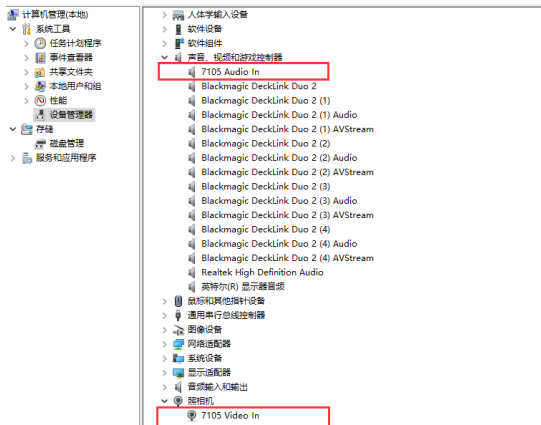 计算机管理(本地)
系统工具
任务计划程序
事件查看器
共享文件夹
本地用户和组
性能
设备管理器
存储
磁盘管理
服务和应用程序
人体学输入设备
软件设备
软件组件
声音、视频和游戏控制器
7105 Audio In
Blackmagic DeckLink Duo 2
Blackmagic DeckLink Duo 2 (1)
Blackmagic DeckLink Duo 2 (1) Audio
Blackmagic DeckLink Duo 2 (1) AVStream
Blackmagic DeckLink Duo 2 (2)
Blackmagic DeckLink Duo 2 (2) Audio
Blackmagic DeckLink Duo 2 (2) AVStream
Blackmagic DeckLink Duo 2 (3)
Blackmagic DeckLink Duo 2 (3) Audio
Blackmagic DeckLink Duo 2 (3) AVStream
Blackmagic DeckLink Duo 2 (4)
Blackmagic DeckLink Duo 2 (4) Audio
Blackmagic DeckLink Duo 2 (4) AVStream
Realtek High Definition Audio
英特尔(R) 显示器音频
鼠标和其他指针设备
通用串行总线控制器
图像设备
网络适配器
系统设备
显示适配器
音频输入和输出
照相机
7105 Video In